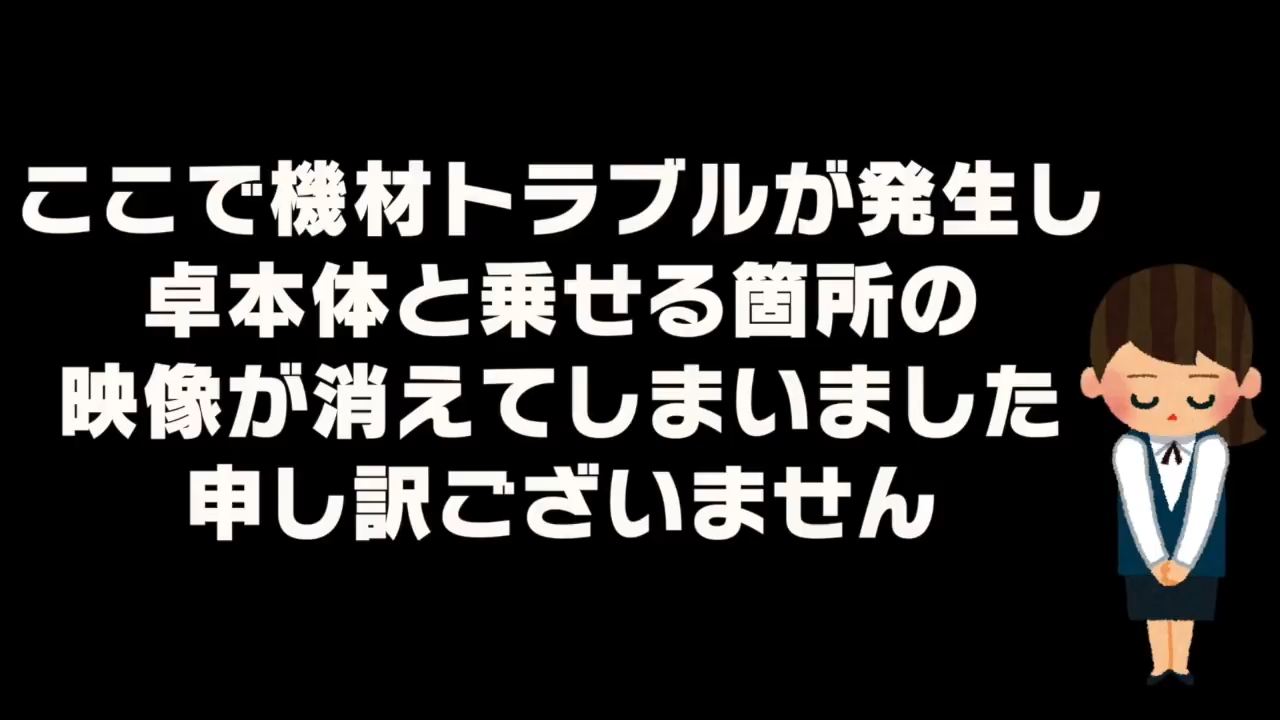 ここで機材トラブルが発生し
卓本体と乗せる箇所の
映像が消えてしまいました
申し訳ございません